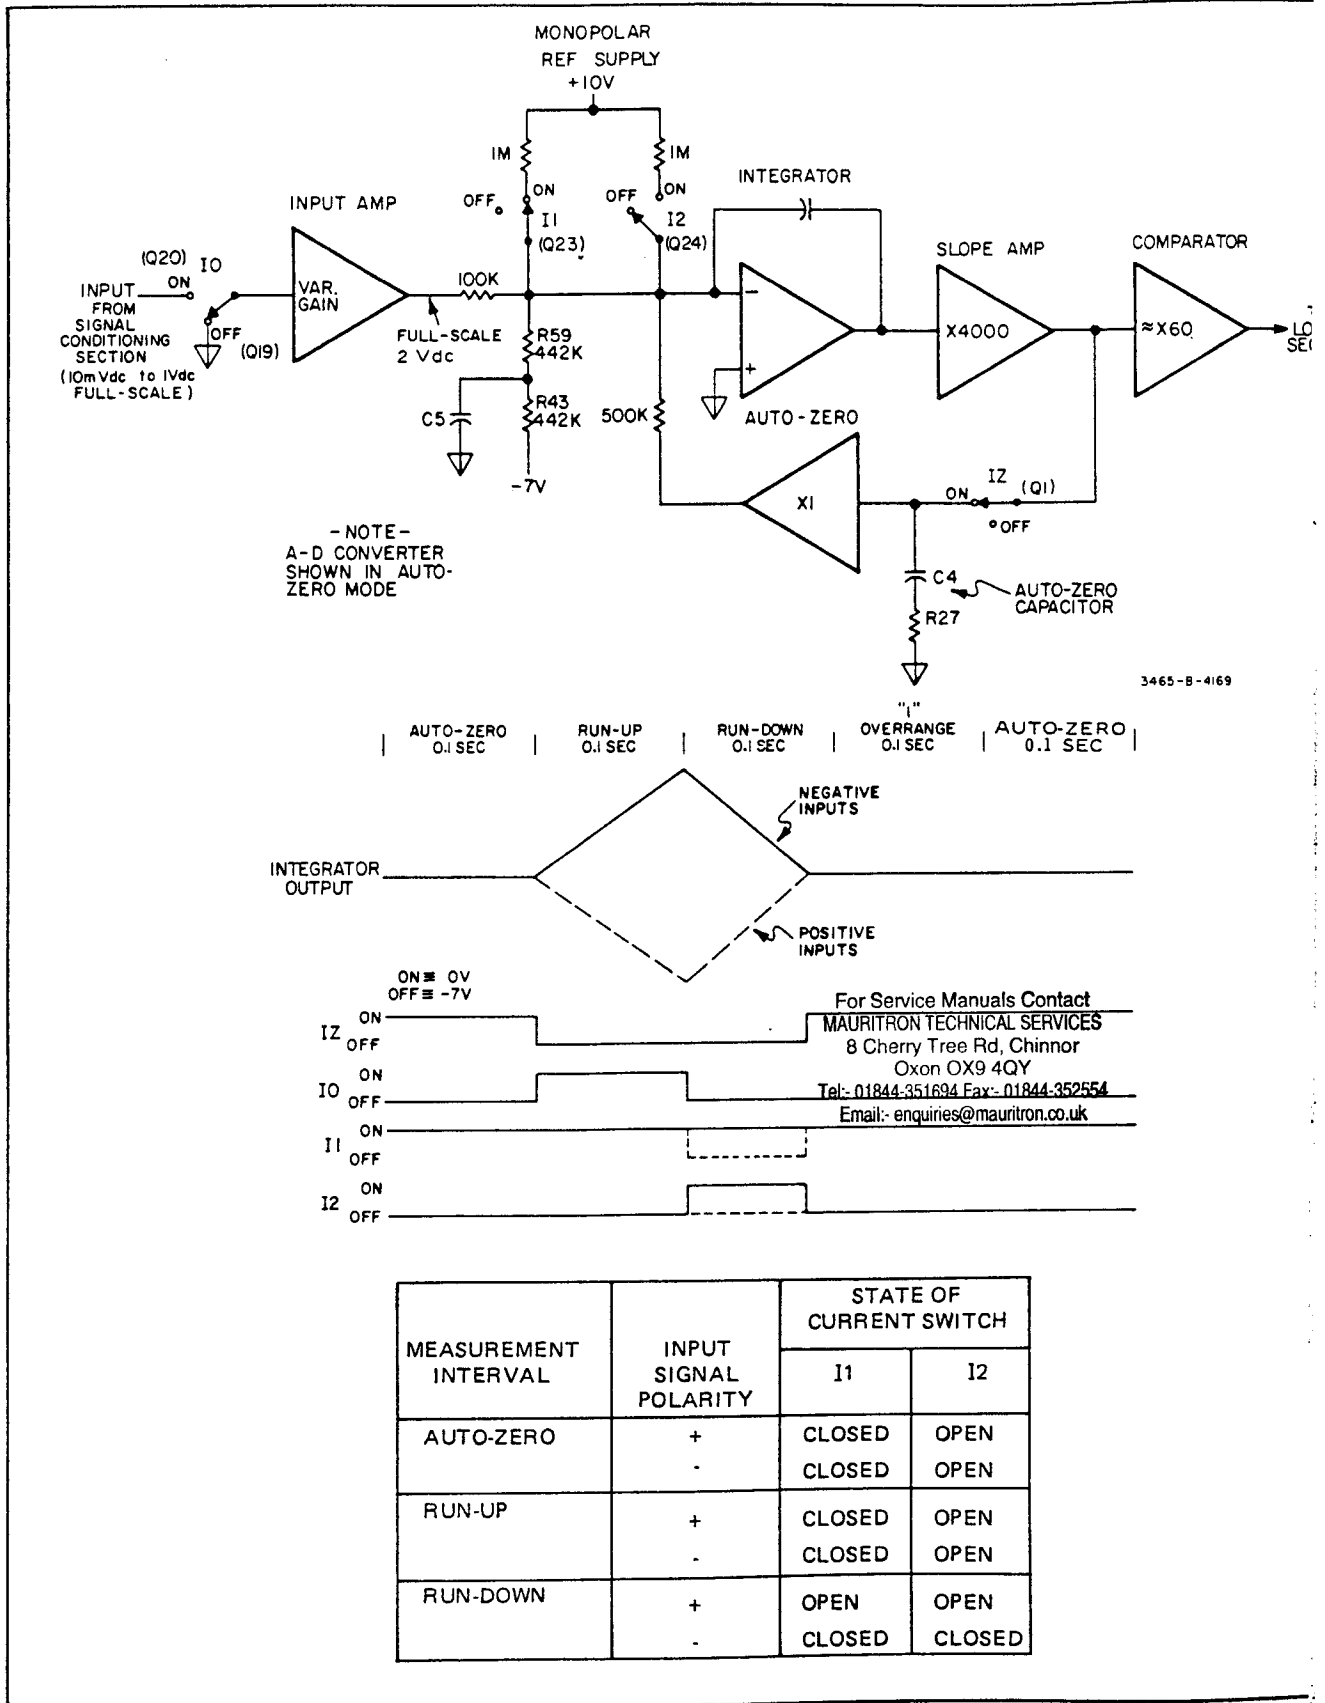 MONOPOLAR
REF SUPPLY
+10V
1M
1M
INTEGRATOR
OFF
ON
OFF
ON
INPUT AMP
I1
I2
(Q23)
(Q24)
SLOPE AMP
COMPARATOR
(Q20)
I0
ON
INPUT
FROM
SIGNAL
CONDITIONING
SECTION
(10mVdc to 1Vdc
FULL-SCALE)
OFF
(Q19)
VAR.
GAIN
100K
FULL-SCALE
2 Vdc
R59
442K
−
+
X4000
≈X60
LO
SE
C5
R43
442K
500K
AUTO-ZERO
-7V
X1
IZ
(Q1)
ON
OFF
-NOTE-
A-D CONVERTER
SHOWN IN AUTO-
ZERO MODE
C4
AUTO-ZERO
CAPACITOR
R27
3465-B-4169
AUTO-ZERO
0.1 SEC
RUN-UP
0.1 SEC
RUN-DOWN
0.1 SEC
"1"
OVERRANGE
0.1 SEC
AUTO-ZERO
0.1 SEC
NEGATIVE
INPUTS
INTEGRATOR
OUTPUT
POSITIVE
INPUTS
ON ≡ 0V
OFF ≡ -7V
For Service Manuals Contact
MAURITRON TECHNICAL SERVICES
8 Cherry Tree Rd, Chinnor
Oxon OX9 4QY
Tel:- 01844-351694 Fax:- 01844-352554
Email:- enquiries@mauritron.co.uk
IZ
ON
OFF
I0
ON
OFF
I1
ON
OFF
I2
ON
OFF
MEASUREMENT
INTERVAL
INPUT
SIGNAL
POLARITY
STATE OF
CURRENT SWITCH
I1
I2
AUTO-ZERO
+ CLOSED OPEN
- CLOSED OPEN
RUN-UP
+ CLOSED OPEN
- CLOSED OPEN
RUN-DOWN
+ OPEN OPEN
- CLOSED CLOSED